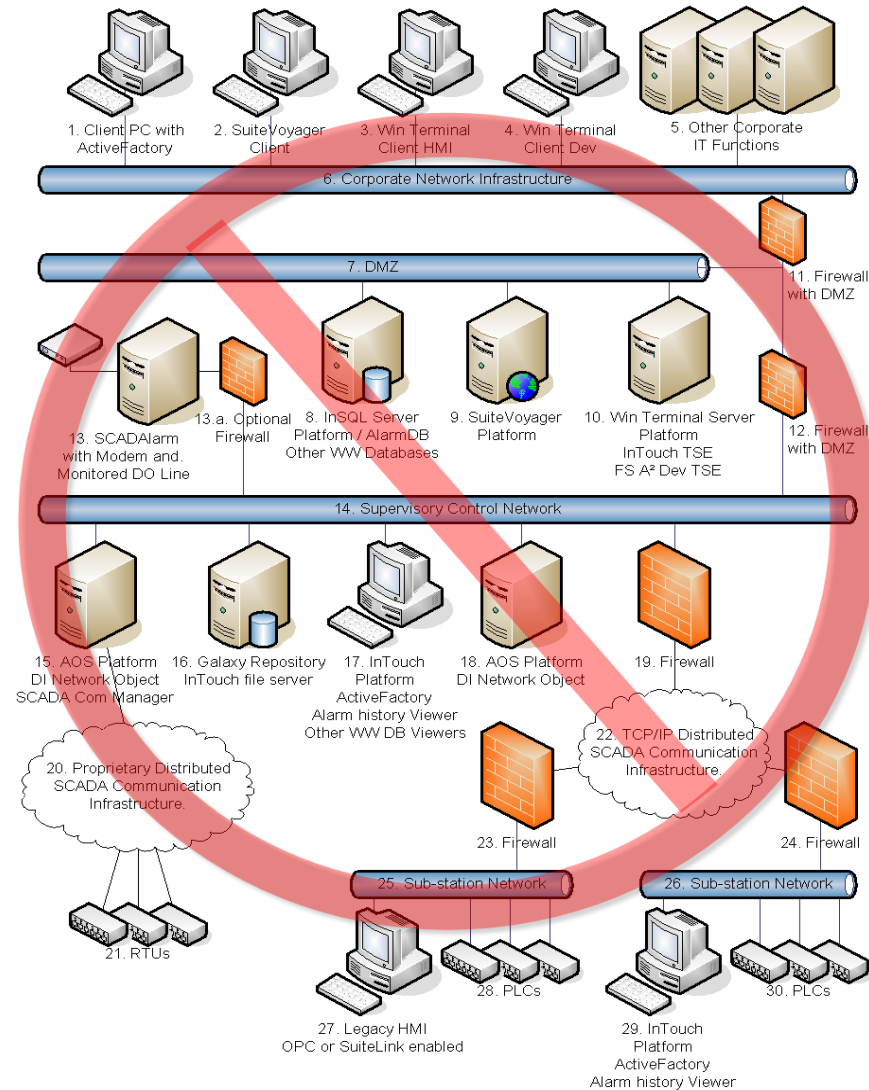 1. Client PC with
ActiveFactory
2. SuiteVoyager
Client
3. Win Terminal
Client HMI
4. Win Terminal
Client Dev
5. Other Corporate
IT Functions
6. Corporate Network Infrastructure
7. DMZ
11. Firewall
with DMZ
13. SCADAlarm
with Modem and.
Monitored DO Line
13.a. Optional
Firewall
8. InSQL Server
Platform / AlarmDB
Other WW Databases
9. SuiteVoyager
Platform
10. Win Terminal Server
Platform
InTouch TSE
FS A² Dev TSE
12. Firewall
with DMZ
14. Supervisory Control Network
15. AOS Platform
DI Network Object
SCADA Com Manager
16. Galaxy Repository
InTouch file server
17. InTouch
Platform
ActiveFactory
Alarm history Viewer
Other WW DB Viewers
18. AOS Platform
DI Network Object
19. Firewall
20. Proprietary Distributed
SCADA Communication
Infrastructure.
22. TCP/IP Distributed
SCADA Communication
Infrastructure.
23. Firewall
24. Firewall
25. Sub-station Network
26. Sub-station Network
21. RTUs
27. Legacy HMI
OPC or SuiteLink enabled
28. PLCs
29. InTouch
Platform
ActiveFactory
Alarm history Viewer
30. PLCs